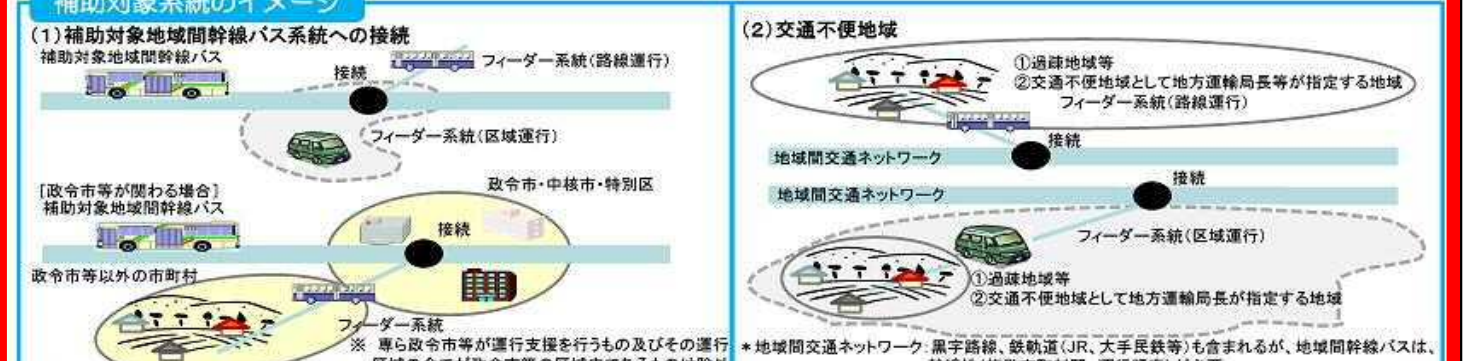 補助対象系統のイメージ
(1)補助対象地域間幹線バス系統への接続
補助対象地域間幹線バス
接続
フィーダー系統(路線運行)
フィーダー系統(区域運行)
[政令市等が関わる場合]
補助対象地域間幹線バス
政令市・中核市・特別区
接続
政令市等以外の市町村
フィーダー系統
※ 専ら政令市等が運行支援を行うもの及びその運行
(2)交通不便地域
①過疎地域等
②交通不便地域として地方運輸局長等が指定する地域
フィーダー系統(路線運行)
接続
地域間交通ネットワーク
地域間交通ネットワーク
接続
フィーダー系統(区域運行)
①過疎地域等
②交通不便地域として地方運輸局長が指定する地域
*地域間交通ネットワーク:黒字路線、鉄軌道(JR、大手民鉄等)も含まれるが、地域間幹線バスは、